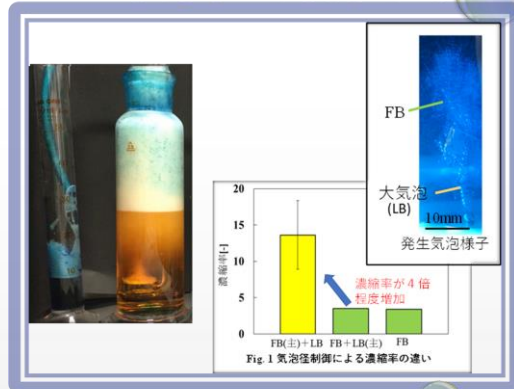 FB
大気泡
(LB)
10mm
発生気泡様子
20
15
10
5
0
濃縮率[-]
濃縮率が４倍
程度増加
FB(主)+LB
FB+LB(主)
FB
Fig. 1 気泡径制御による濃縮率の違い